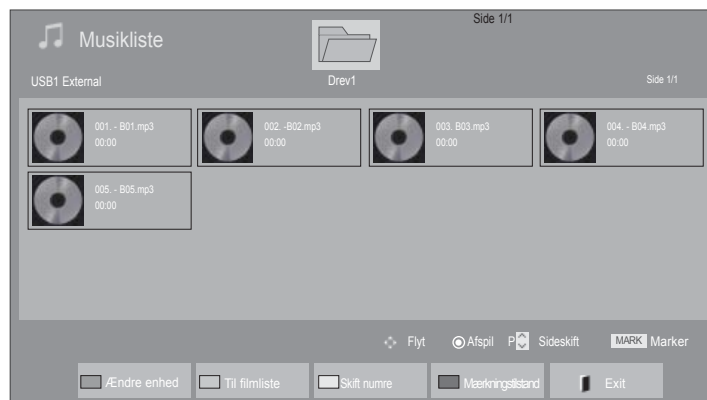 Side 1/1
Musikliste
USB1 External
Drev1
Side 1/1
001. - B01.mp3
00:00
002. -B02.mp3
00:00
003. B03.mp3
00:00
004. - B04.mp3
00:00
005. - B05.mp3
00:00
Flyt
Afspil
P
Sideskift
MARK Marker
Ændre enhed
Til filmliste
Skift numre
Mærkningstilstand
Exit